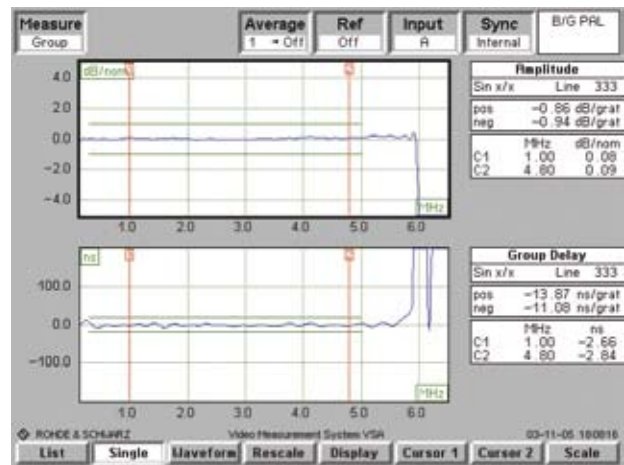 Measure
Group
Average
1 → Off
Ref
Off
Input
A
Sync
Internal
B/G PAL
dB/nom
1
2
4.0
2.0
0.0
-2.0
-4.0
MHz
1.0 2.0 3.0 4.0 5.0 6.0
Amplitude
Sin x/x Line 333
pos -0.86 dB/grat
neg -0.94 dB/grat
MHz dB/nom
C1 1.00 0.08
C2 4.80 0.09
ns
100.0
0.0
-100.0
MHz
1.0 2.0 3.0 4.0 5.0 6.0
Group Delay
Sin x/x Line 333
pos -13.87 ns/grat
neg -11.08 ns/grat
MHz ns
C1 1.00 -2.66
C2 4.80 -2.84
ROHDE & SCHWARZ
Video Measurement System VSA
03-11-05 180816
List
Single
Waveform
Rescale
Display
Cursor 1
Cursor 2
Scale